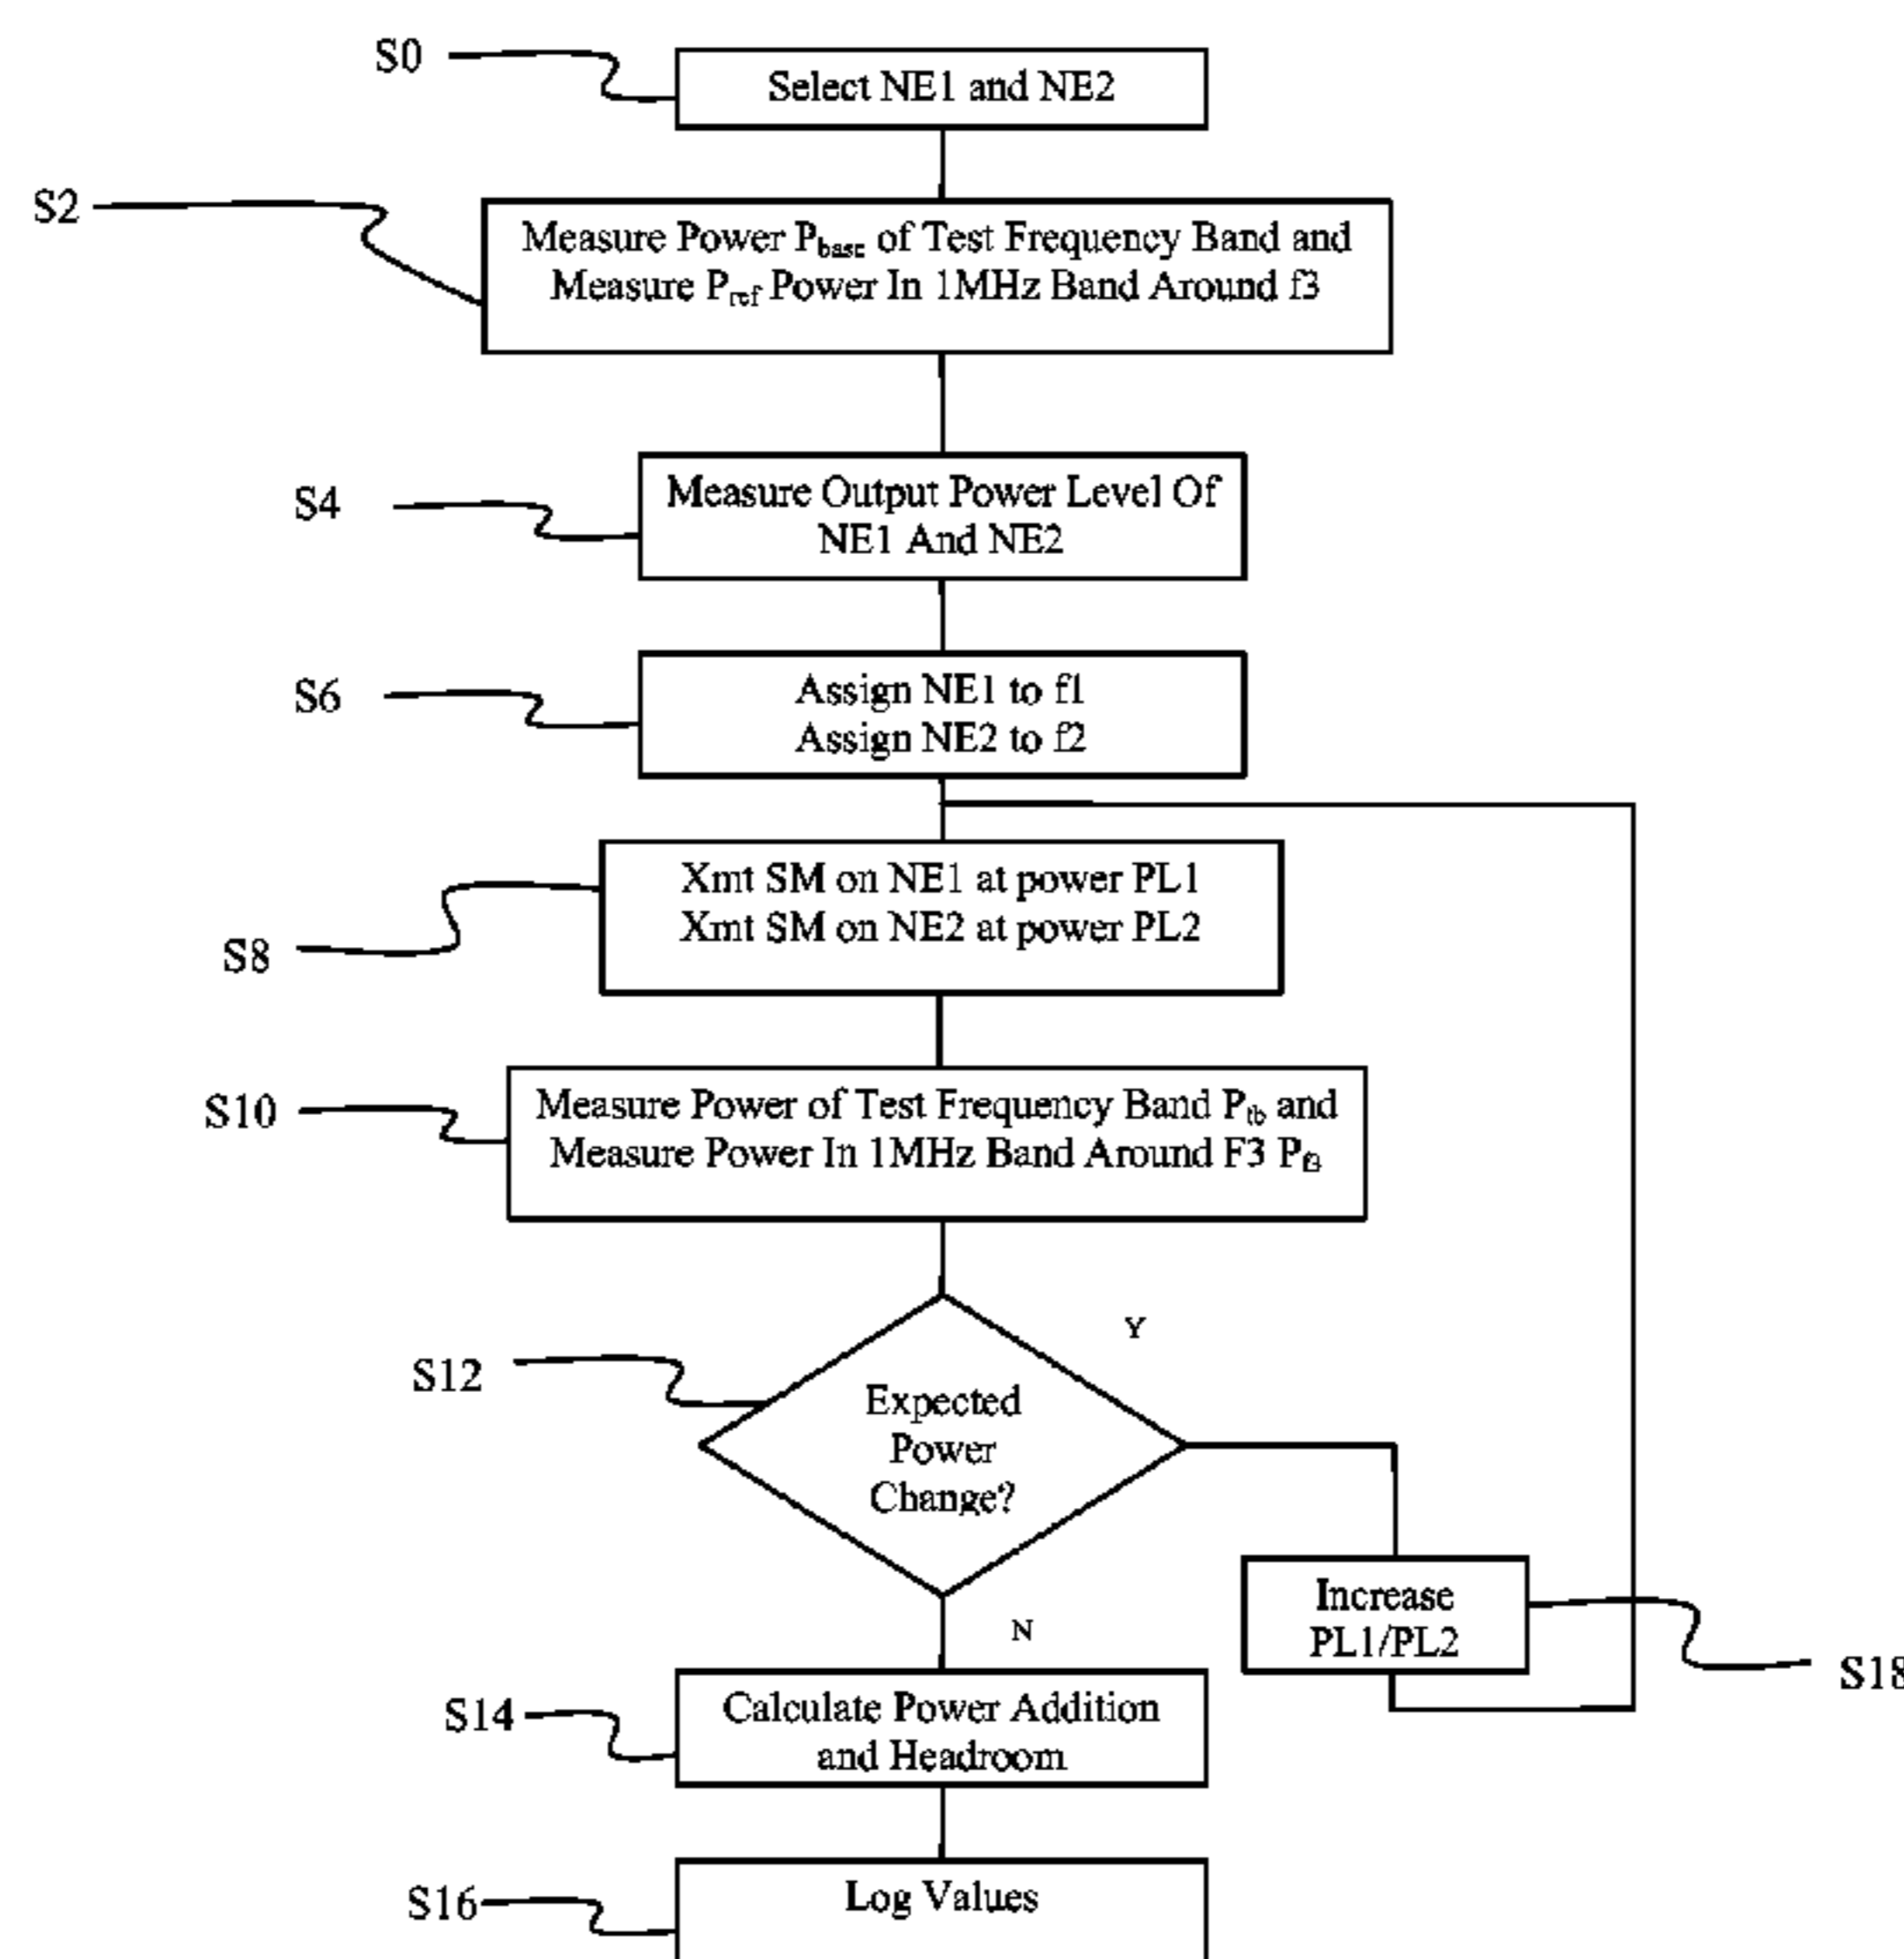 S0
Select NE1 and NE2
S2
Measure Power Pbase of Test Frequency Band and
Measure Pref Power In 1MHz Band Around f3
S4
Measure Output Power Level Of
NE1 And NE2
S6
Assign NE1 to f1
Assign NE2 to f2
Xmt SM on NE1 at power PL1
Xmt SM on NE2 at power PL2
S8
S10
Measure Power of Test Frequency Band Ptb and
Measure Power In 1MHz Band Around F3 Pf3
Y
S12
Expected
Power
Change?
Increase
PL1/PL2
N
S18
S14
Calculate Power Addition
and Headroom
S16
Log Values